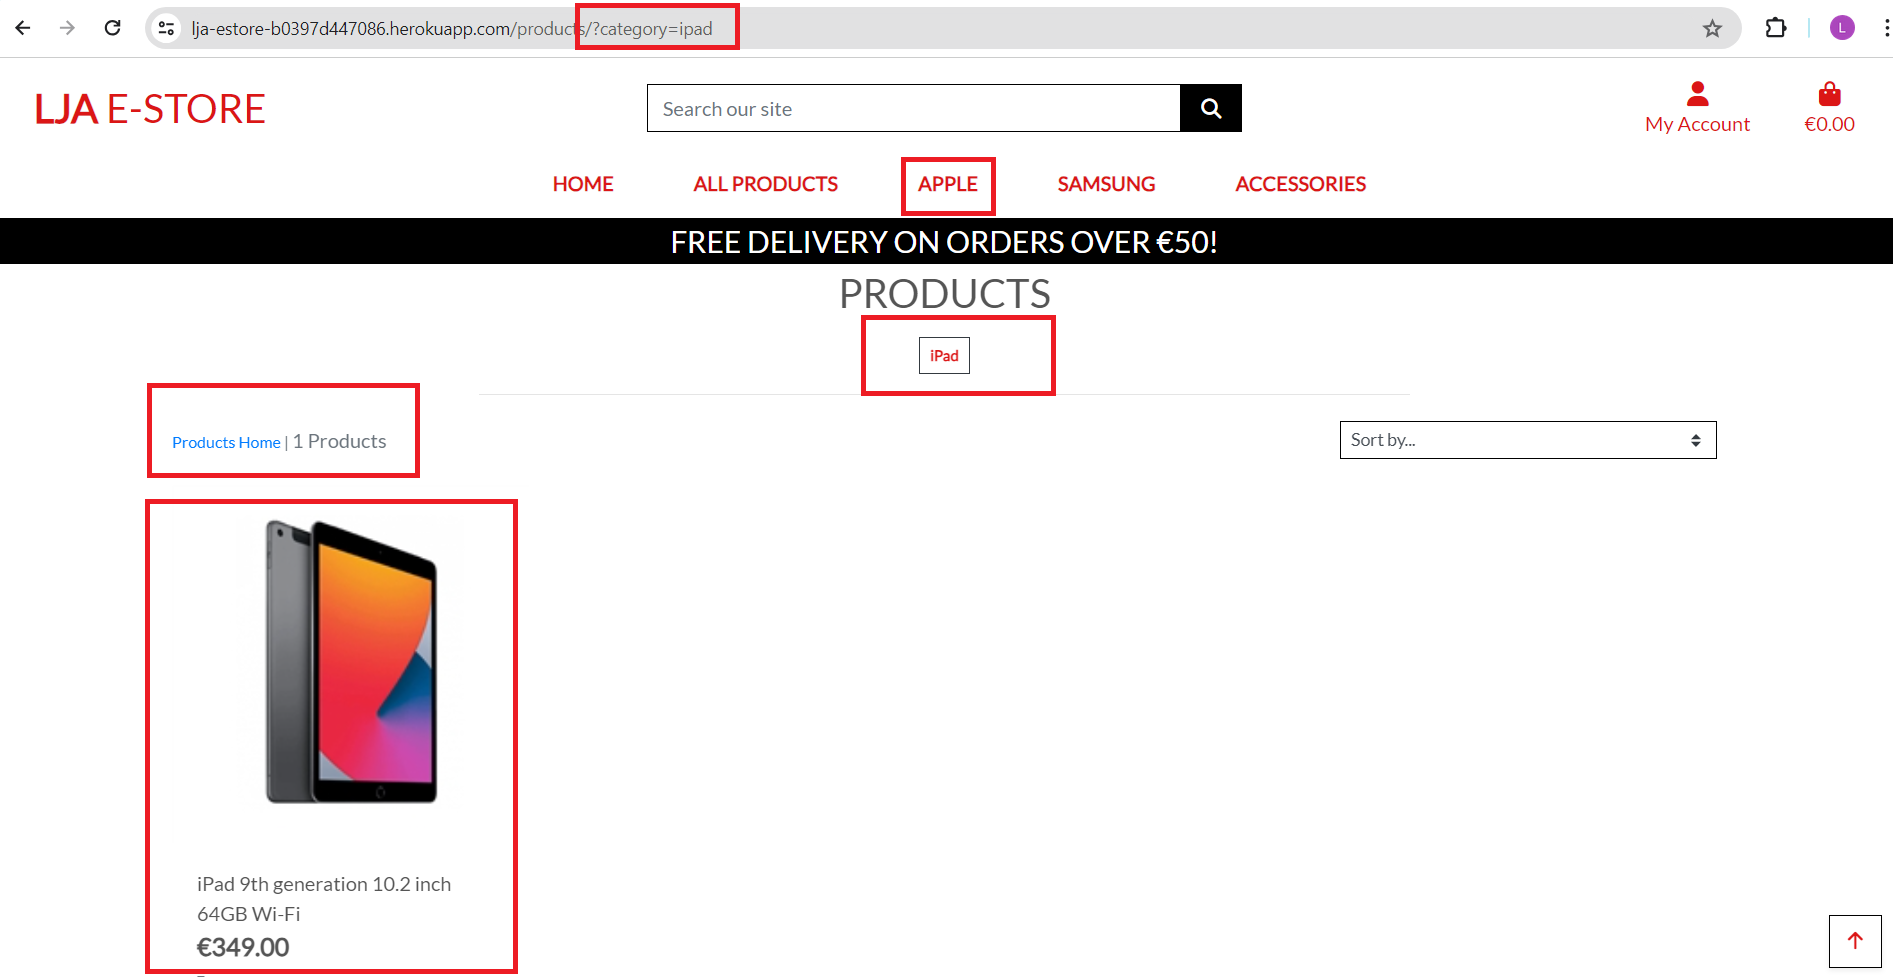 lja-estore-b0397d447086.herokuapp.com/products/?category=ipad
L
LJA E-STORE
Search our site
My Account
€0.00
HOME
ALL PRODUCTS
APPLE
SAMSUNG
ACCESSORIES
FREE DELIVERY ON ORDERS OVER €50!
PRODUCTS
iPad
Products Home | 1 Products
Sort by...
iPad 9th generation 10.2 inch
64GB Wi-Fi
€349.00